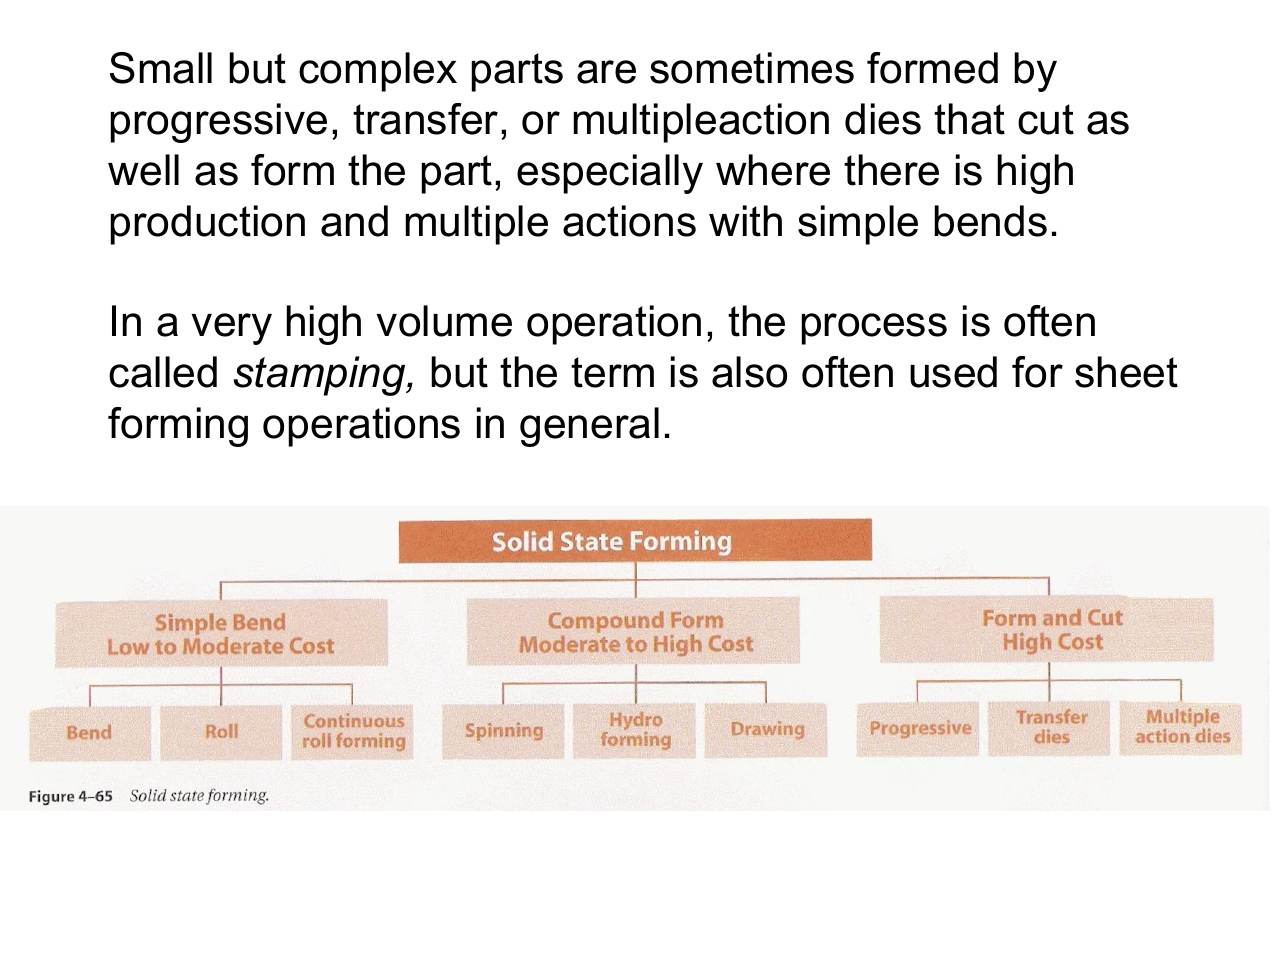 Small but complex parts are sometimes formed by
progressive, transfer, or multipleaction dies that cut as
well as form the part, especially where there is high
production and multiple actions with simple bends.
In a very high volume operation, the process is often
called stamping, but the term is also often used for sheet
forming operations in general.
Solid State Forming
Simple Bend
Low to Moderate Cost
Compound Form
Moderate to High Cost
Form and Cut
High Cost
Bend
Roll
Continuous
roll forming
Spinning
Hydro
forming
Drawing
Progressive
Transfer
dies
Multiple
action dies
Figure 4–65 Solid state forming.